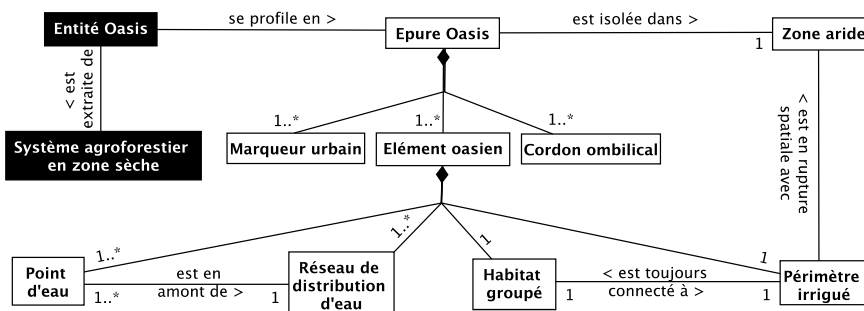 Entité Oasis
se profile en >
Epure Oasis
est isolée dans >
1
Zone aride
< est
extraite de
Système agroforestier
en zone sèche
1..*
1..*
1..*
Marqueur urbain
Elément oasien
Cordon ombilical
< est en rupture
spatiale avec
1..*
1..*
1
1
Point
d'eau
est en
amont de >
1..*
1
Réseau de
distribution
d'eau
Habitat
groupé
< est toujours
connecté à >
1
1
Périmètre
irrigué